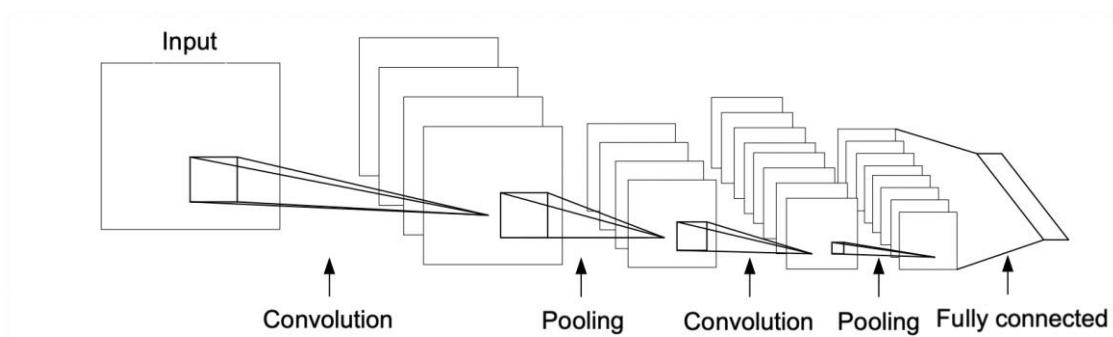 Input
Convolution
Pooling
Convolution
Pooling
Fully connected